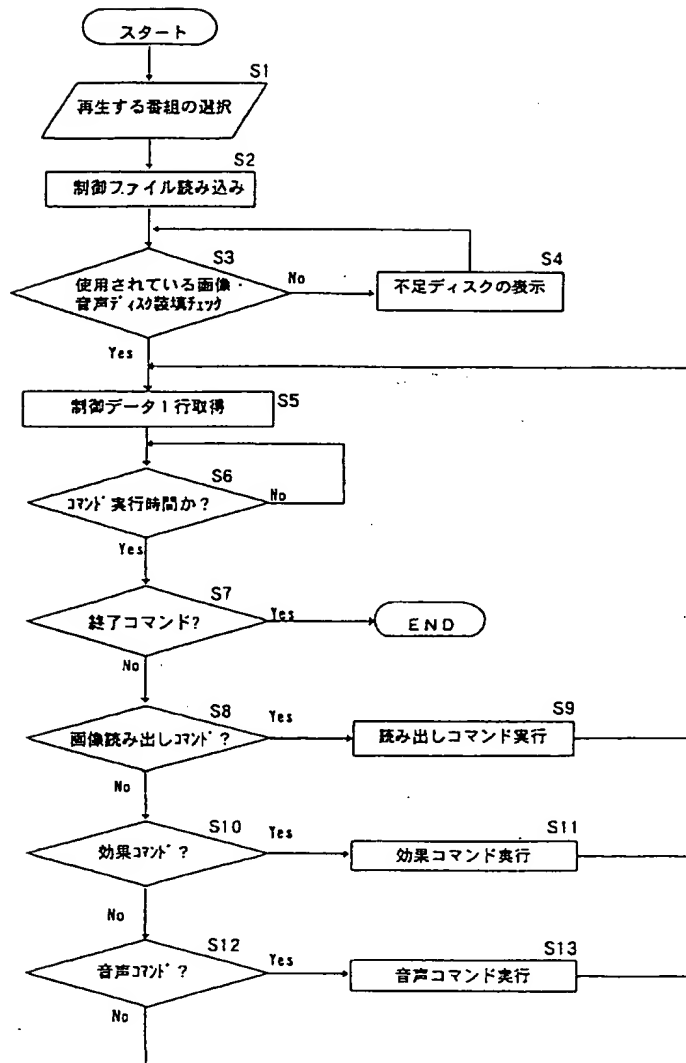 スタート
S1
再生する番組の選択
S2
制御ファイル読み込み
S3
使用されている画像・
音声ディスク該填チェック
No
S4
不足ディスクの表示
Yes
制御データ1行取得
S5
S6
コマンド実行時間か?
No
Yes
S7
終了コマンド?
Yes
END
No
S8
画像読み出しコマンド?
Yes
S9
読み出しコマンド実行
No
S10
効果コマンド?
Yes
S11
効果コマンド実行
No
S12
音声コマンド?
Yes
S13
音声コマンド実行
No